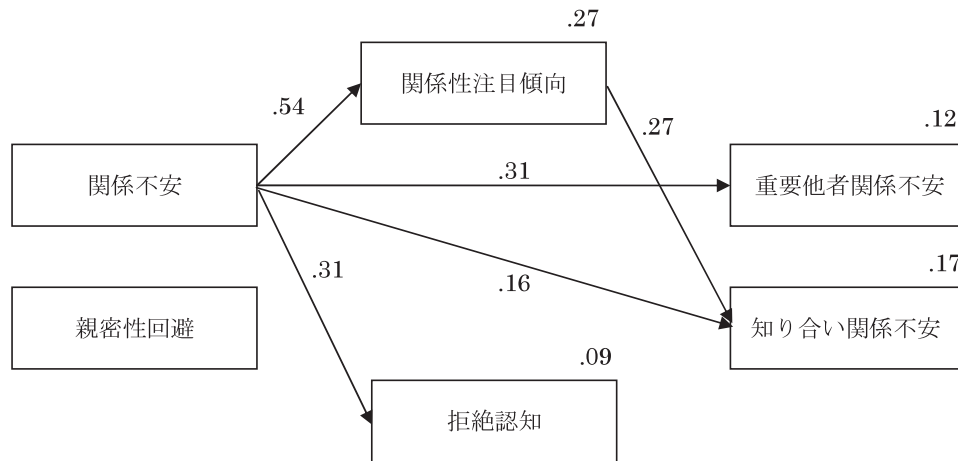 .27
関係性注目傾向
.54
.27
.12
関係不安
.31
重要他者関係不安
.31
.16
.17
親密性回避
知り合い関係不安
.09
拒絶認知